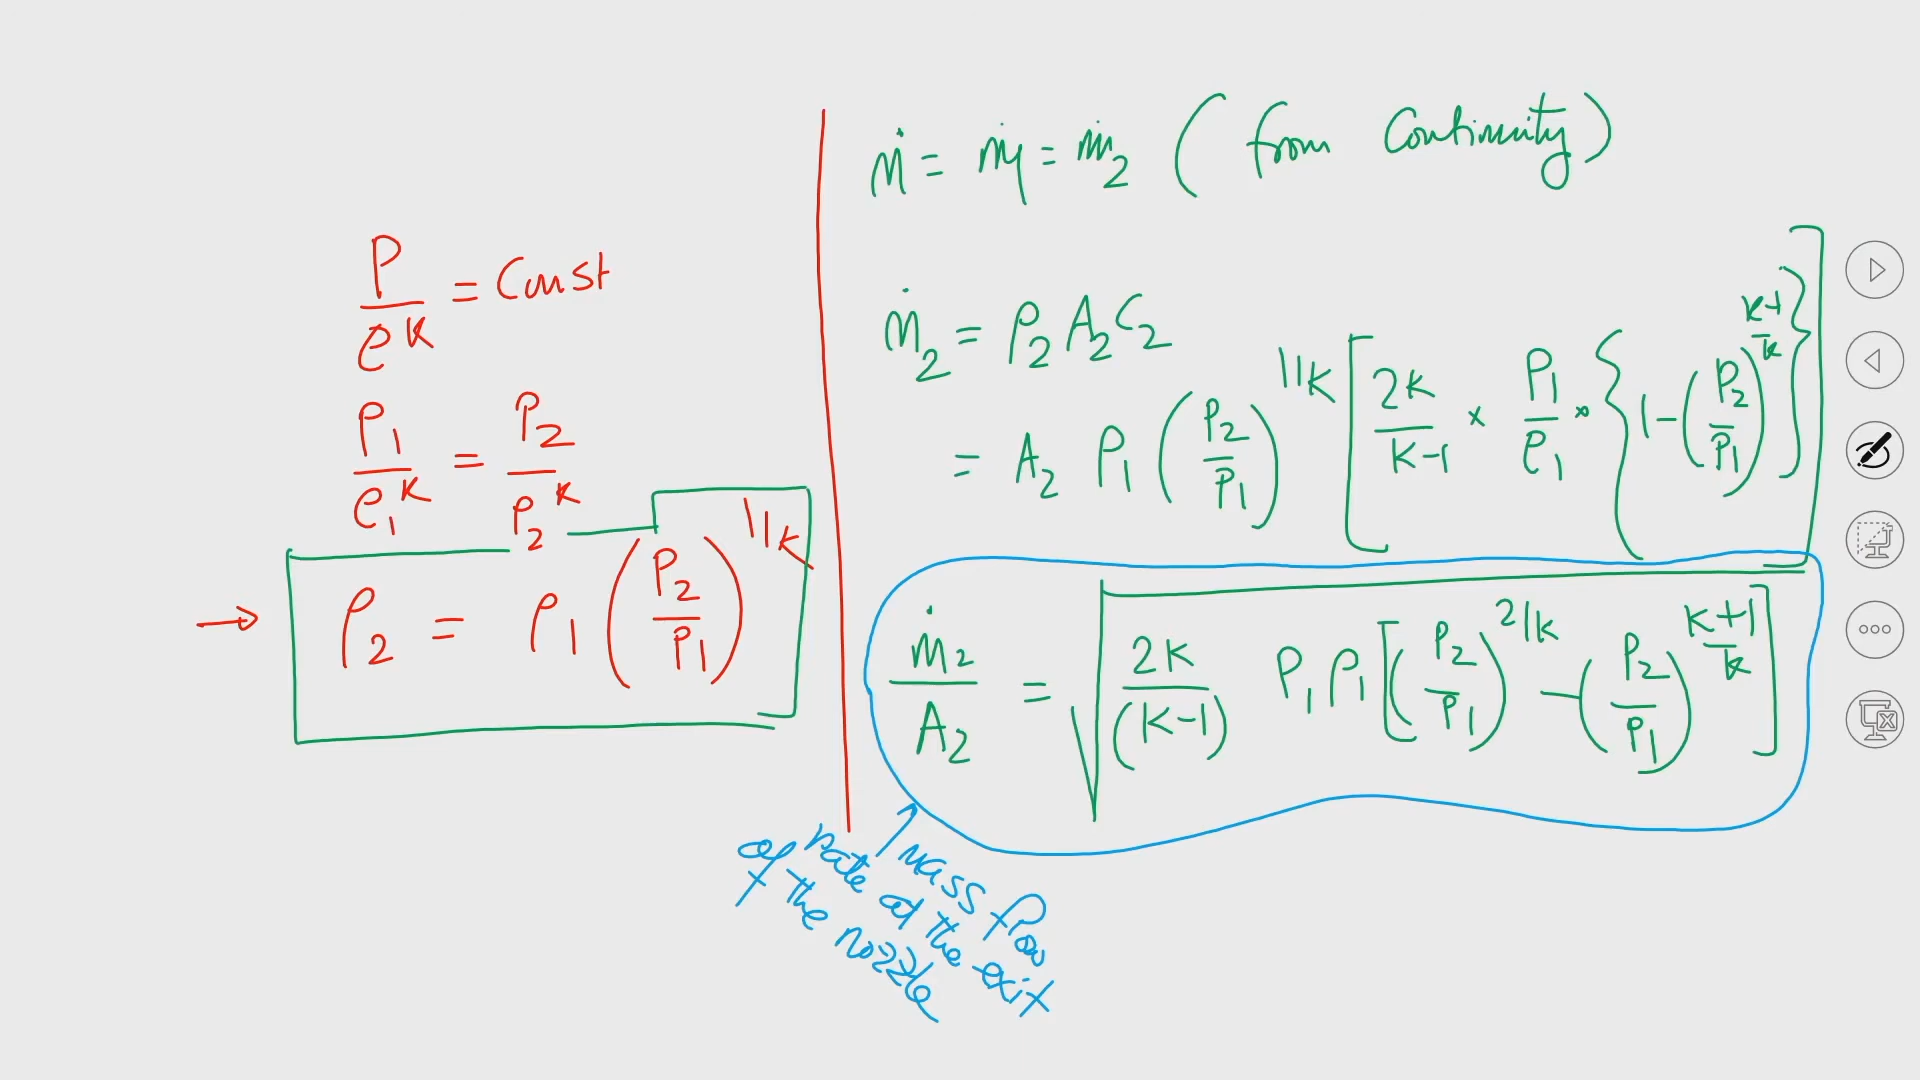 P/ρ^k = Const
P₁/ρ₁^k = P₂/ρ₂^k
→ ρ₂ = ρ₁ (P₂/P₁)^1/k
ṁ = ṁ₁ = ṁ₂ (from Continuity)
ṁ₂ = ρ₂ A₂ C₂
= A₂ ρ₁ (P₂/P₁)^1/k [ 2k/k-1 × P₁/ρ₁ × { 1 - (P₂/P₁)^k-1/k } ]
ṁ₂/A₂ = √ 2k/(k-1) P₁ ρ₁ [ (P₂/P₁)^2/k - (P₂/P₁)^k+1/k ]
mass flow
rate at the exit
of the nozzle